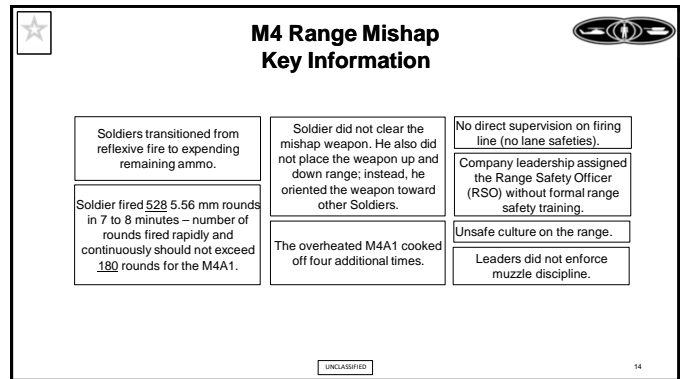 M4 Range Mishap
Key Information
Soldiers transitioned from
reflexive fire to expending
remaining ammo.
Soldier fired 528 5.56 mm rounds
in 7 to 8 minutes – number of
rounds fired rapidly and
continuously should not exceed
180 rounds for the M4A1.
Soldier did not clear the
mishap weapon. He also did
not place the weapon up and
down range; instead, he
oriented the weapon toward
other Soldiers.
The overheated M4A1 cooked
off four additional times.
No direct supervision on firing
line (no lane safeties).
Company leadership assigned
the Range Safety Officer
(RSO) without formal range
safety training.
Unsafe culture on the range.
Leaders did not enforce
muzzle discipline.
UNCLASSIFIED
14